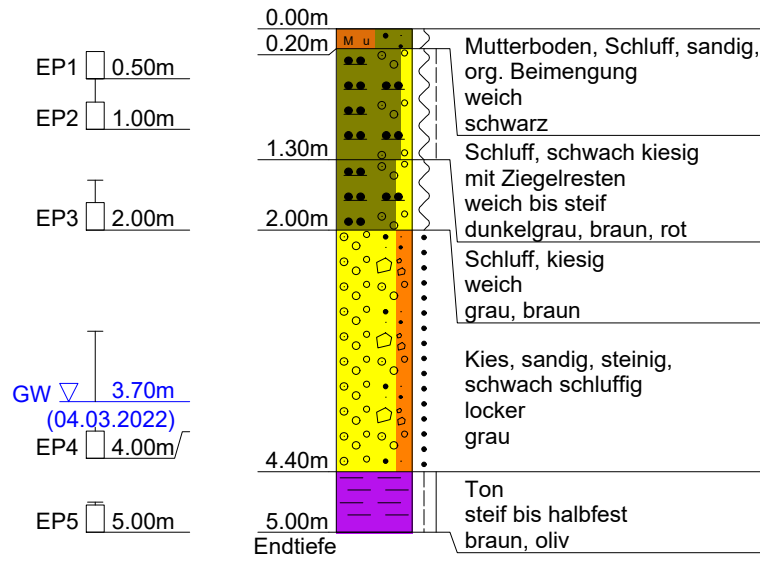 0.00m
M u
0.20m
Mutterboden, Schluff, sandig,
org. Beimengung
weich
schwarz
EP1 0.50m
EP2 1.00m
1.30m
Schluff, schwach kiesig
mit Ziegelresten
weich bis steif
dunkelgrau, braun, rot
EP3 2.00m
2.00m
Schluff, kiesig
weich
grau, braun
Kies, sandig, steinig,
schwach schluffig
locker
grau
GW 3.70m
(04.03.2022)
EP4 4.00m
4.40m
Ton
steif bis halbfest
braun, oliv
EP5 5.00m
5.00m
Endtiefe